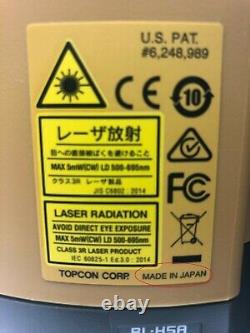 U.S. PAT.
#6,248,989
10
レーザ放射
目への直接被ばくを避けること
MAX 5mW(CW) LD 500-695nm
クラス3R レーザ製品
JIS C6802 : 2014
FC
LASER RADIATION
AVOID DIRECT EYE EXPOSURE
MAX 5mW(CW) LD 500-695nm
CLASS 3R LASER PRODUCT
IEC 60825-1 Ed.3.0 : 2014
TOPCON CORP.
MADE IN JAPAN
RL-H5A